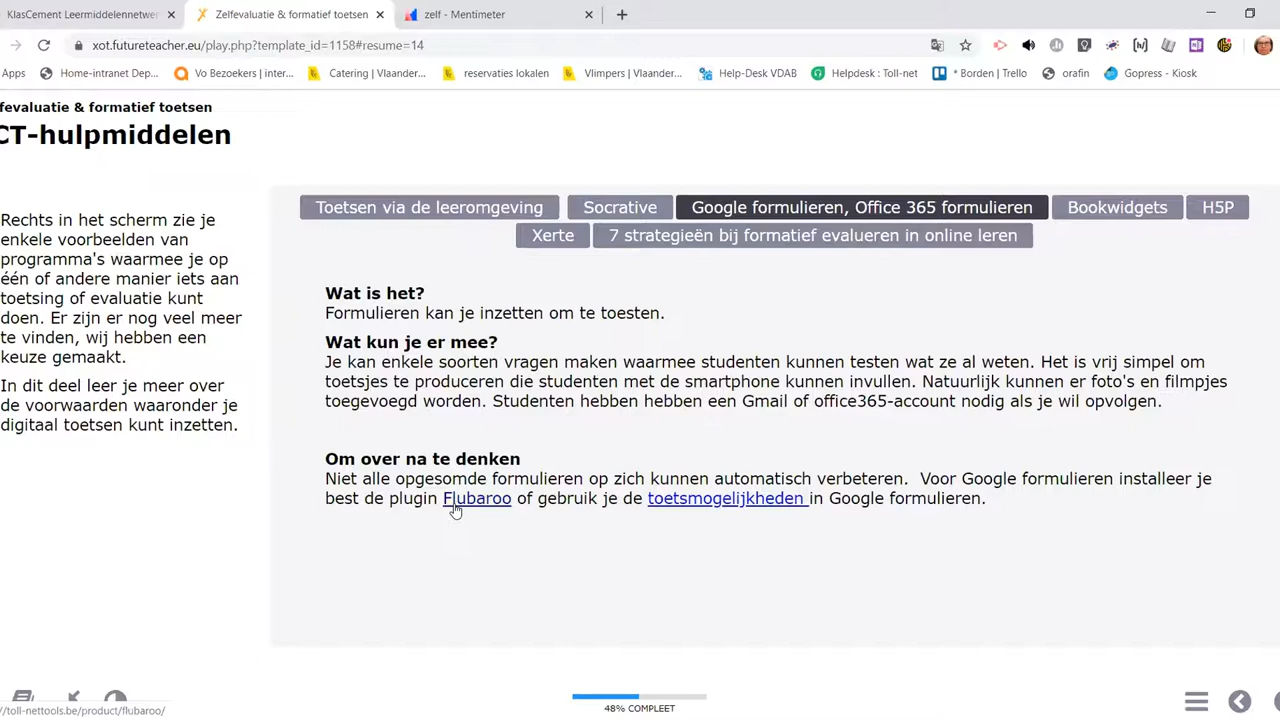 KlasCement Leermiddelennetwer
Zelfevaluatie & formatief toetsen
zelf - Mentimeter
xot.futureteacher.eu/play.php?template_id=1158#resume=14
Apps
Home-intranet Dep...
Vo Bezoekers | inter...
Catering | Vlaander...
reservaties lokalen
Vlimpers | Vlaander...
Help-Desk VDAB
Helpdesk : Toll-net
* Borden | Trello
orafin
Gopress - Kiosk
fevaluatie & formatief toetsen
CT-hulpmiddelen
Rechts in het scherm zie je
enkele voorbeelden van
programma's waarmee je op
één of andere manier iets aan
toetsing of evaluatie kunt
doen. Er zijn er nog veel meer
te vinden, wij hebben een
keuze gemaakt.
In dit deel leer je meer over
de voorwaarden waaronder je
digitaal toetsen kunt inzetten.
Toetsen via de leeromgeving
Socrative
Google formulieren, Office 365 formulieren
Bookwidgets
H5P
Xerte
7 strategieën bij formatief evalueren in online leren
Wat is het?
Formulieren kan je inzetten om te toesten.
Wat kun je er mee?
Je kan enkele soorten vragen maken waarmee studenten kunnen testen wat ze al weten. Het is vrij simpel om
toetsjes te produceren die studenten met de smartphone kunnen invullen. Natuurlijk kunnen er foto's en filmpjes
toegevoegd worden. Studenten hebben hebben een Gmail of office365-account nodig als je wil opvolgen.
Om over na te denken
Niet alle opgesomde formulieren op zich kunnen automatisch verbeteren. Voor Google formulieren installeer je
best de plugin Flubaroo of gebruik je de toetsmogelijkheden in Google formulieren.
48% COMPLEET
//toll-nettools.be/product/flubaroo/